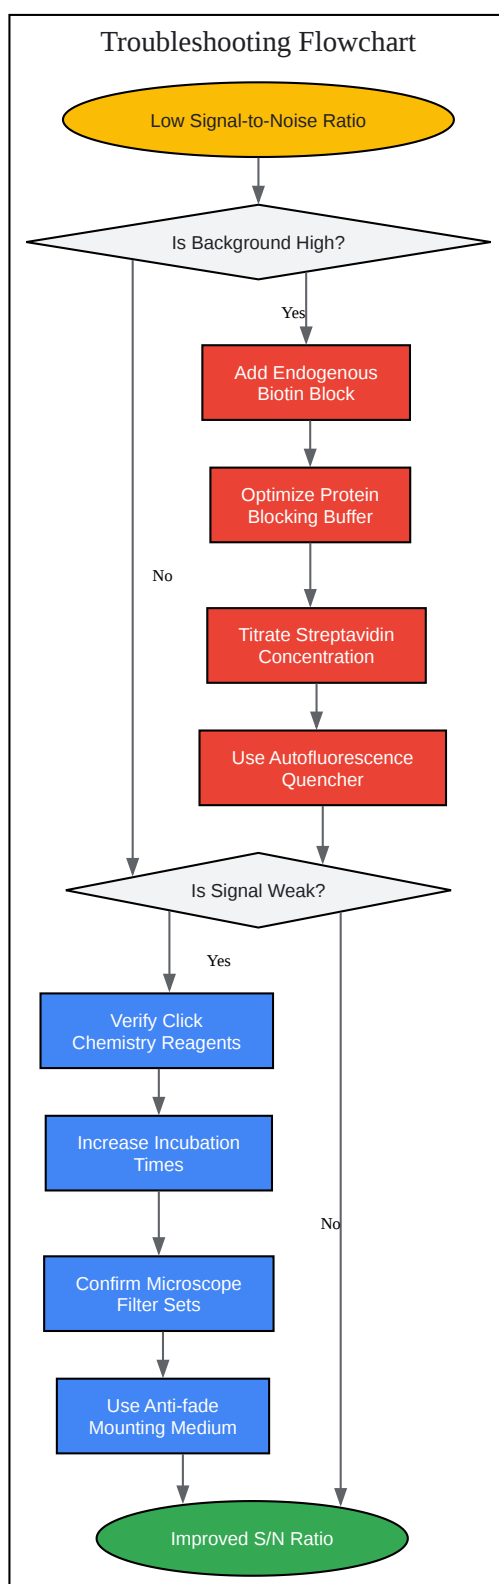 Troubleshooting Flowchart
Low Signal-to-Noise Ratio
Is Background High?
Yes
Add Endogenous
Biotin Block
Optimize Protein
Blocking Buffer
No
Titrate Streptavidin
Concentration
Use Autofluorescence
Quencher
Is Signal Weak?
Yes
Verify Click
Chemistry Reagents
Increase Incubation
Times
No
Confirm Microscope
Filter Sets
Use Anti-fade
Mounting Medium
Improved S/N Ratio